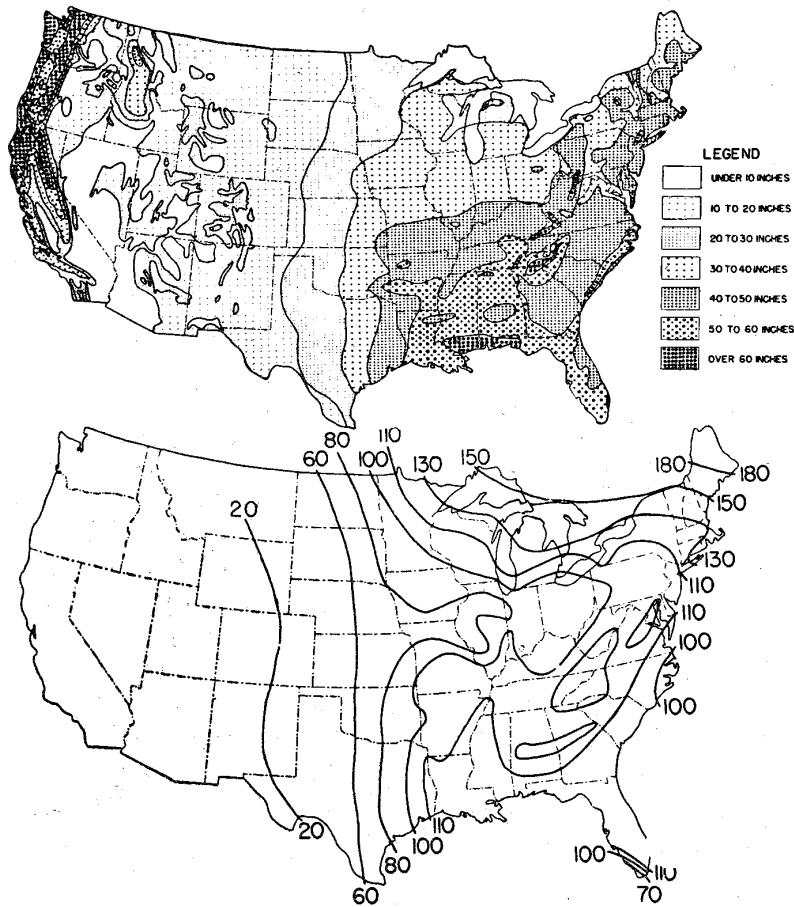 LEGEND
UNDER 10 INCHES
10 TO 20 INCHES
20 TO 30 INCHES
30 TO 40 INCHES
40 TO 50 INCHES
50 TO 60 INCHES
OVER 60 INCHES
110
80
150
60
100
130
180
180
20
150
130
110
110
100
100
20
110
100
80
100
110
60
70